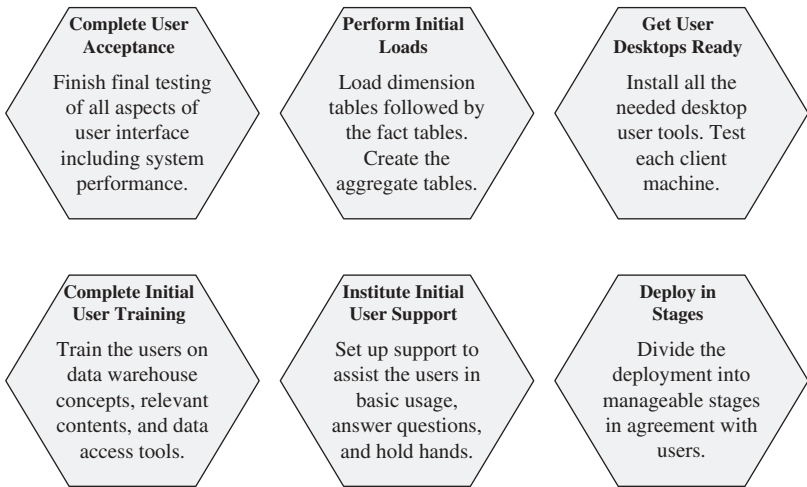 Complete User
Acceptance
Finish final testing
of all aspects of
user interface
including system
performance.
Perform Initial
Loads
Load dimension
tables followed by
the fact tables.
Create the
aggregate tables.
Get User
Desktops Ready
Install all the
needed desktop
user tools. Test
each client
machine.
Complete Initial
User Training
Train the users on
data warehouse
concepts, relevant
contents, and data
access tools.
Institute Initial
User Support
Set up support to
assist the users in
basic usage,
answer questions,
and hold hands.
Deploy in
Stages
Divide the
deployment into
manageable stages
in agreement with
users.